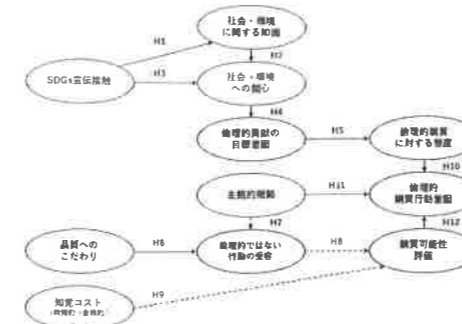 社会・環境
に関する知識
H1
H2
SDGs宣伝接触
H3
社会・環境
への関心
H4
倫理的貢献の
目標意図
H5
倫理的購買
に対する態度
H10
主観的規範
H11
倫理的
購買行動意図
H7
H12
品質への
こだわり
H6
倫理的ではない
行動の受容
H8
購買可能性
評価
H9
知覚コスト